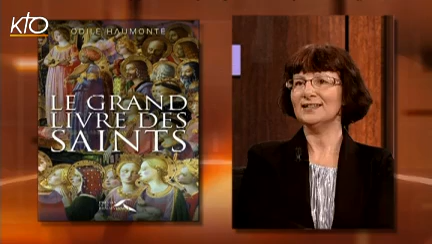 KTO
ODILE HAUMONTE
LE GRAND
LIVRE DES
SAINTS